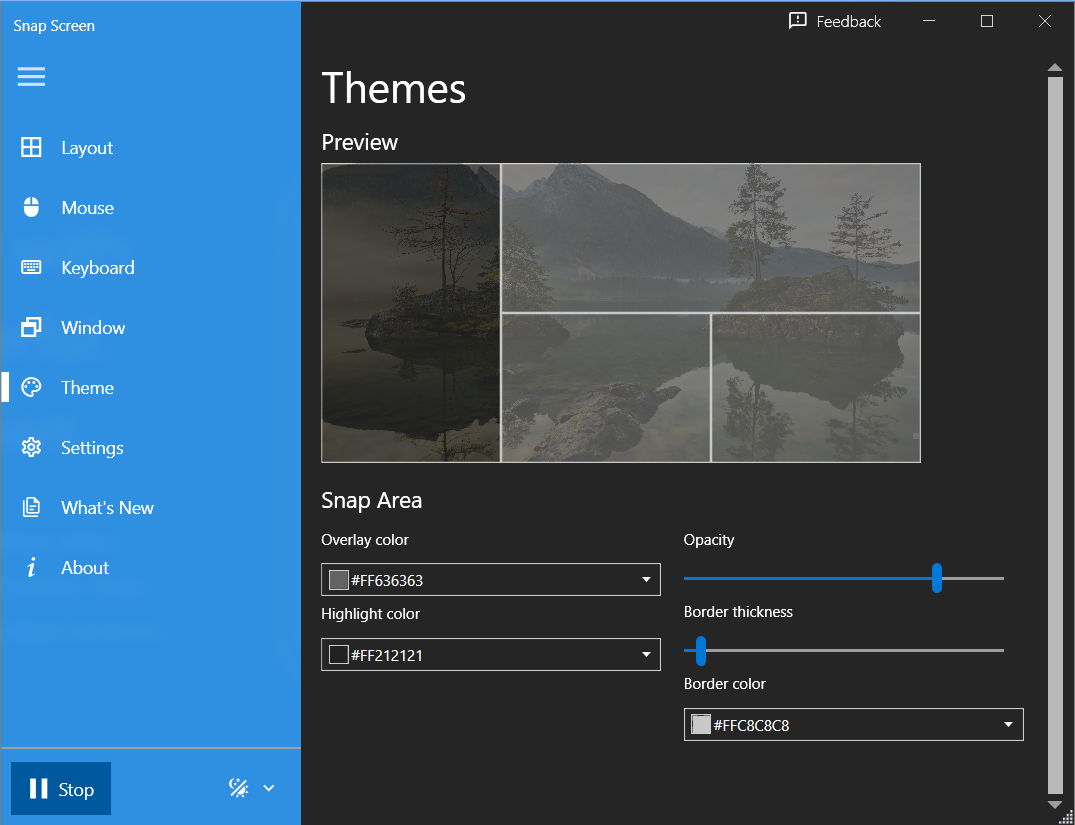 Snap Screen
Feedback
Layout
Mouse
Keyboard
Window
Theme
Settings
What's New
About
Stop
Themes
Preview
Snap Area
Overlay color
#FF636363
Highlight color
#FF212121
Opacity
Border thickness
Border color
#FFC8C8C8